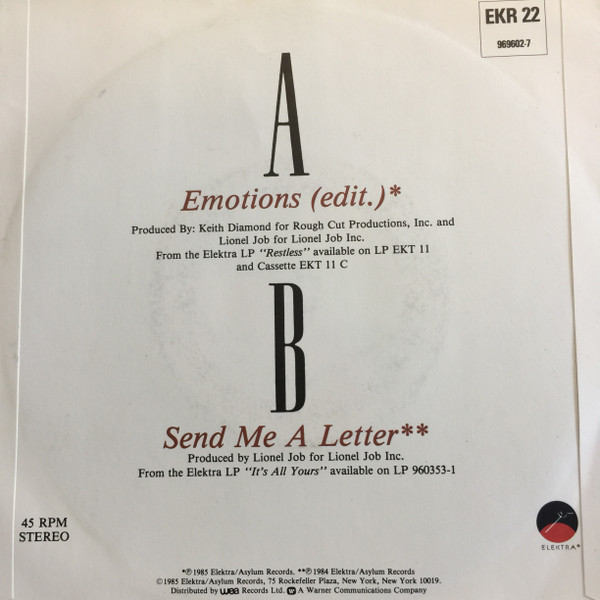 EKR 22
969602-7
A
Emotions (edit.)*
Produced By: Keith Diamond for Rough Cut Productions, Inc. and
Lionel Job for Lionel Job Inc.
From the Elektra LP "Restless" available on LP EKT 11
and Cassette EKT 11 C
B
Send Me A Letter**
Produced by Lionel Job for Lionel Job Inc.
From the Elektra LP "It's All Yours" available on LP 960353-1
45 RPM
STEREO
ELEKTRA®
*℗ 1985 Elektra/Asylum Records. **℗ 1984 Elektra/Asylum Records
© 1985 Elektra/Asylum Records, 75 Rockefeller Plaza, New York, New York 10019.
Distributed by wea Records Ltd. A Warner Communications Company